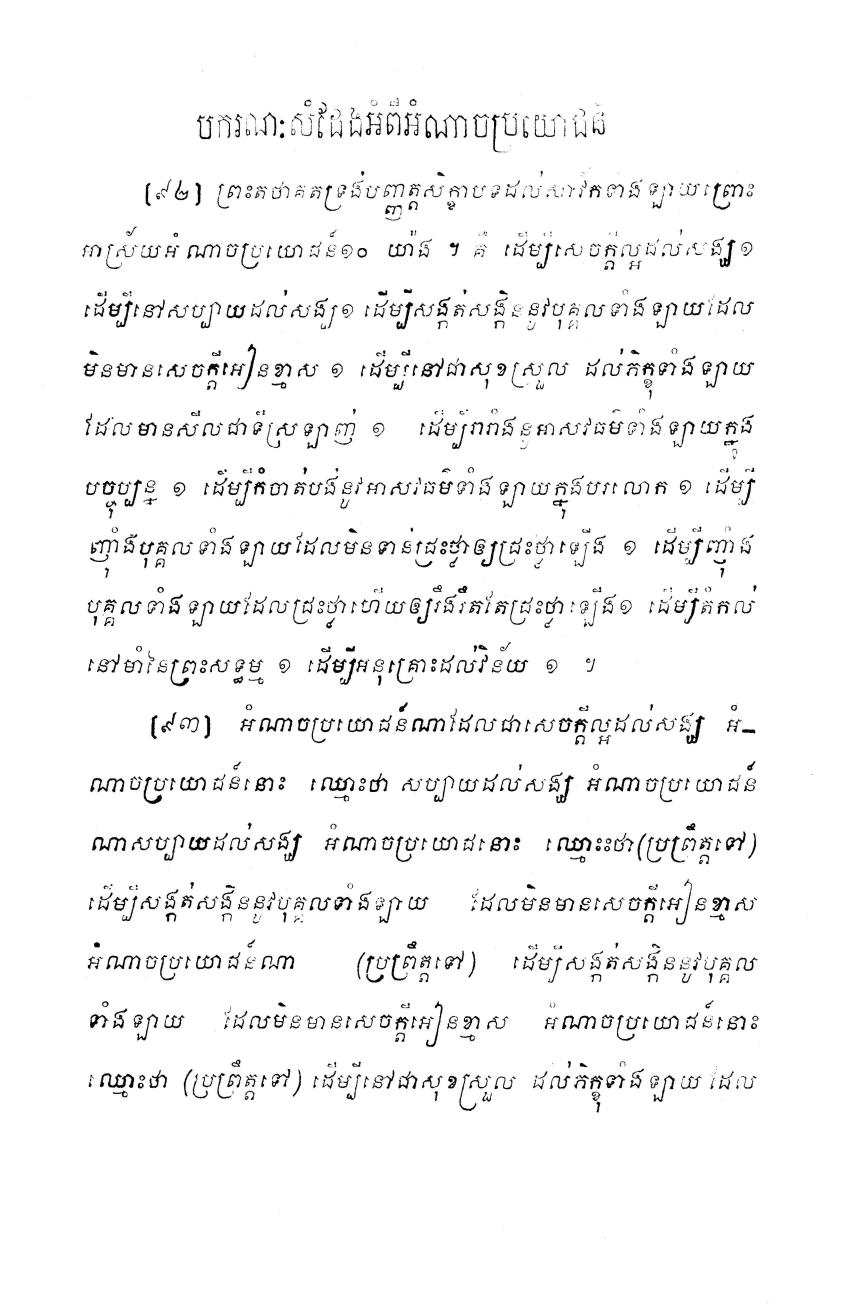 បករណៈសំដែងអំពីអំណាចប្រយោជន៍
[៩២] ព្រះតថាគតទ្រង់បញ្ញត្តសិក្ខាបទដល់សាវ័កទាំងឡាយព្រោះ
អាស្រ័យអំណាចប្រយោជន៍១០ យ៉ាង ។ គឺ ដើម្បីសេចក្តីល្អដល់សង្ឃ១
ដើម្បីនៅសប្បាយដល់សង្ឃ១ ដើម្បីសង្កត់សង្កិននូវបុគ្គលទាំងឡាយដែល
មិនមានសេចក្តីអៀនខ្មាស ១ ដើម្បីនៅជាសុខស្រួល ដល់ភិក្ខុទាំងឡាយ
ដែលមានសីលជាទីស្រឡាញ់ ១ ដើម្បីរារាំងនូវអាសវធម៌ទាំងឡាយក្នុង
បច្ចុប្បន្ន ១ ដើម្បីកំចាត់បង់នូវអាសវធម៌ទាំងឡាយក្នុងបរលោក ១ ដើម្បី
ញ៉ាំងបុគ្គលទាំងឡាយដែលមិនទាន់ជ្រះថ្លាឲ្យជ្រះថ្លាឡើង ១ ដើម្បីញ៉ាំង
បុគ្គលទាំងឡាយដែលជ្រះថ្លាហើយឲ្យរឹងរឹតតែជ្រះថ្លាឡើង១ ដើម្បីតំកល់
នៅមាំនៃព្រះសទ្ធម្ម ១ ដើម្បីអនុគ្រោះដល់វិន័យ ១ ។
[៩៣] អំណាចប្រយោជន៍ណាដែលជាសេចក្តីល្អដល់សង្ឃ អំ-
ណាចប្រយោជន៍នោះ ឈ្មោះថា សប្បាយដល់សង្ឃ អំណាចប្រយោជន៍
ណាសប្បាយដល់សង្ឃ អំណាចប្រយោជនោះ ឈ្មោះះថា(ប្រព្រឹត្តទៅ)
ដើម្បីសង្កត់សង្កិននូវបុគ្គលទាំងឡាយ ដែលមិនមានសេចក្តីអៀនខ្មាស
អំណាចប្រយោជន៍ណា (ប្រព្រឹត្តទៅ) ដើម្បីសង្កត់សង្កិននូវបុគ្គល
ទាំងឡាយ ដែលមិនមានសេចក្តីអៀនខ្មាស អំណាចប្រយោជន៍នោះ
ឈ្មោះថា (ប្រព្រឹត្តទៅ) ដើម្បីនៅជាសុខស្រួល ដល់ភិក្ខុទាំងឡាយ ដែល